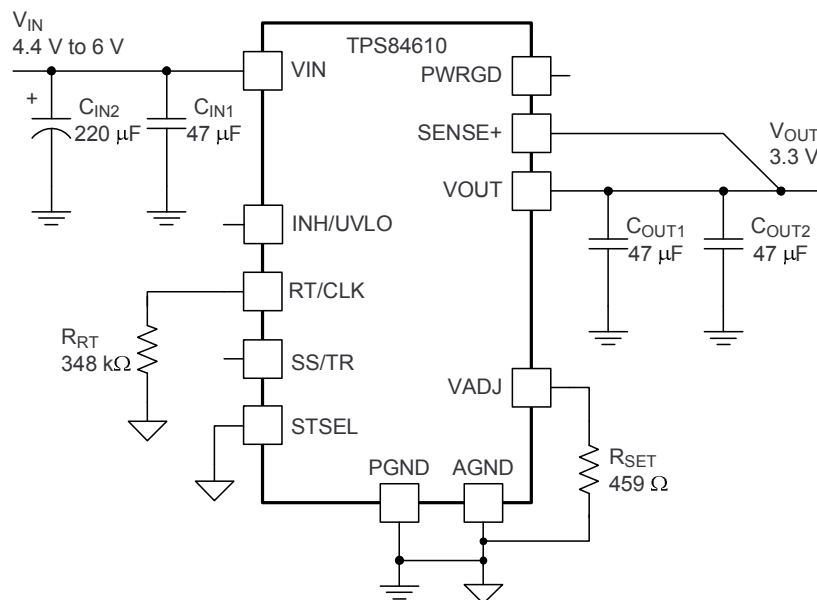 VIN
4.4 V to 6 V
TPS84610
VIN
PWRGD
+
CIN2
220 μF
CIN1
47 μF
SENSE+
VOUT
3.3 V
VOUT
INH/UVLO
COUT1
47 μF
COUT2
47 μF
RT/CLK
RRT
348 kΩ
SS/TR
VADJ
STSEL
PGND
AGND
RSET
459 Ω